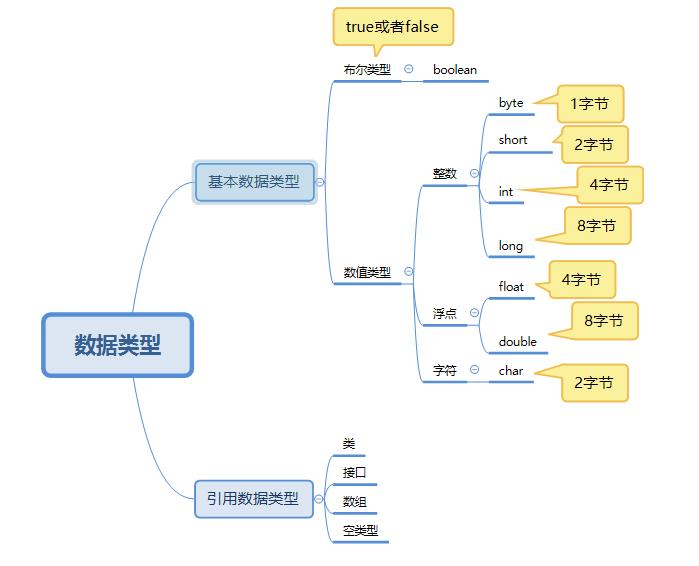 true或者false
布尔类型
boolean
byte
1字节
short
2字节
整数
基本数据类型
int
4字节
long
8字节
数值类型
float
4字节
浮点
double
8字节
字符
char
2字节
数据类型
类
接口
引用数据类型
数组
空类型